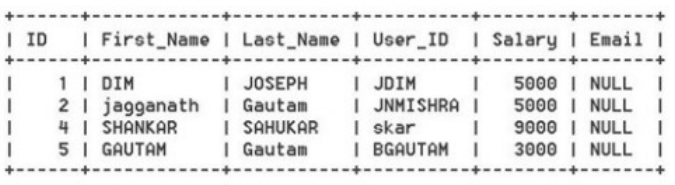 | ID | First_Name | Last_Name | User_ID | Salary | Email |
| 1 | DIM | JOSEPH | JDIM | 5000 | NULL |
| 2 | jagganath | Gautam | JNMISHRA | 5000 | NULL |
| 4 | SHANKAR | SAHUKAR | skar | 9000 | NULL |
| 5 | GAUTAM | Gautam | BGAUTAM | 3000 | NULL |